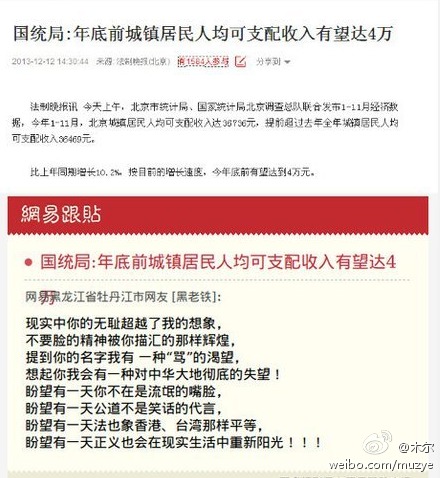 国统局:年底前城镇居民人均可支配收入有望达4万
2013-12-12 14:30:44 来源: 法制晚报(北京) 有1584人参与 分享到
法制晚报讯 今天上午，北京市统计局、国家统计局北京调查总队联合发布1-11月经济数
据，今年1-11月，北京城镇居民人均可支配收入达36736元，提前超过去年全年城镇居民人均
可支配收入36469元。
比上年同期增长10.2%。按目前的增长速度，今年底前有望达到4万元。
網易跟貼
国统局:年底前城镇居民人均可支配收入有望达4
万
网易黑龙江省牡丹江市网友 [黑老铁]:
现实中你的无耻超越了我的想象，
不要脸的精神被你描汇的那样辉煌，
提到你的名字我有 一种“骂”的渴望，
想起你我会有一种对中华大地彻底的失望！
盼望有一天你不在是流氓的嘴脸，
盼望有一天公道不是笑话的代言，
盼望有一天法也象香港、台湾那样平等，
盼望有一天正义也会在现实生活中重新阳光！！！
@木尔
weibo.com/muzye